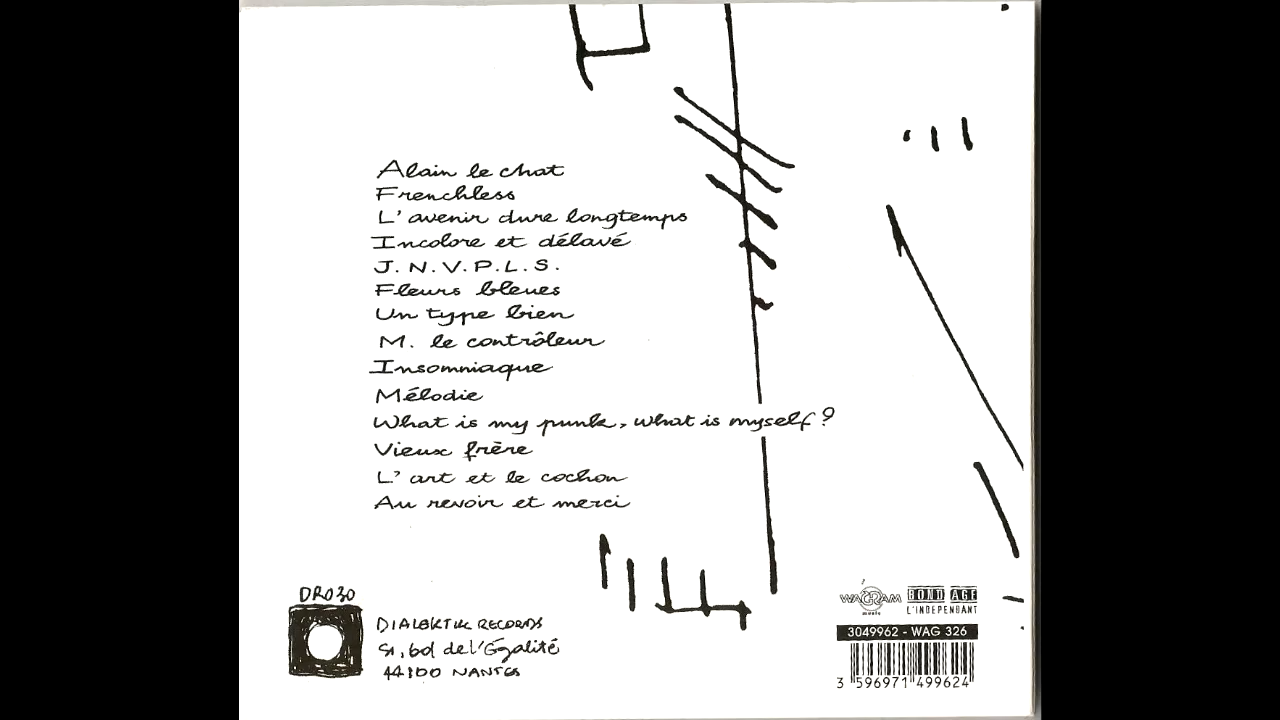 Alain le chat
Frenchless
L'avenir dure longtemps
Incolore et délavé
J.N.V.P.L.S.
Fleurs bleues
Un type bien
M. le contrôleur
Insomniaque
Mélodie
What is my punk, what is myself?
Vieux frère
L'art et le cochon
Au revoir et merci
DR030
DIALEKTIK RECORDS
51, bd de l'Égalité
44100 NANTES
WAGRAM
music
BOND AGE
L'INDEPENDANT
3049962 - WAG 326
3 596971 499624